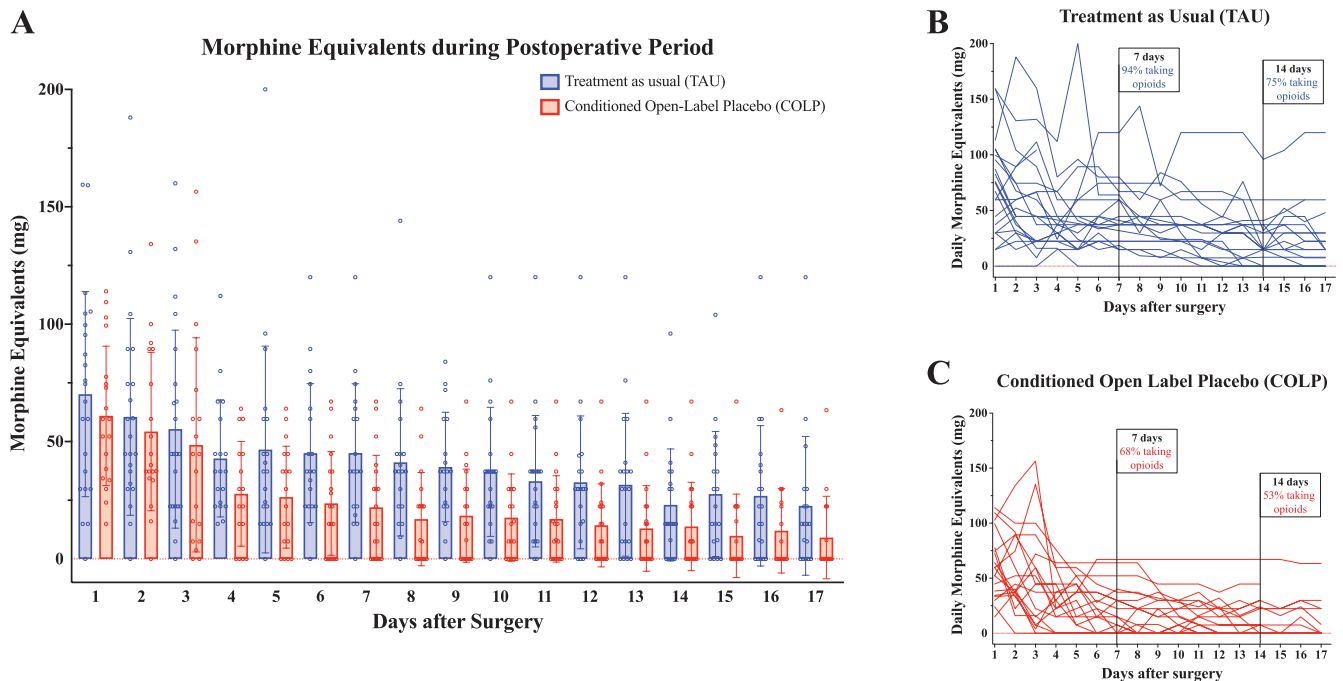 A
Morphine Equivalents during Postoperative Period
Treatment as usual (TAU)
Conditioned Open-Label Placebo (COLP)
Morphine Equivalents (mg)
200
150
100
50
0
1 2 3 4 5 6 7 8 9 10 11 12 13 14 15 16 17
Days after Surgery
B
Treatment as Usual (TAU)
Daily Morphine Equivalents (mg)
200
150
100
50
0
7 days
94% taking
opioids
14 days
75% taking
opioids
1 2 3 4 5 6 7 8 9 10 11 12 13 14 15 16 17
Days after surgery
C
Conditioned Open Label Placebo (COLP)
Daily Morphine Equivalents (mg)
200
150
100
50
0
7 days
68% taking
opioids
14 days
53% taking
opioids
1 2 3 4 5 6 7 8 9 10 11 12 13 14 15 16 17
Days after surgery